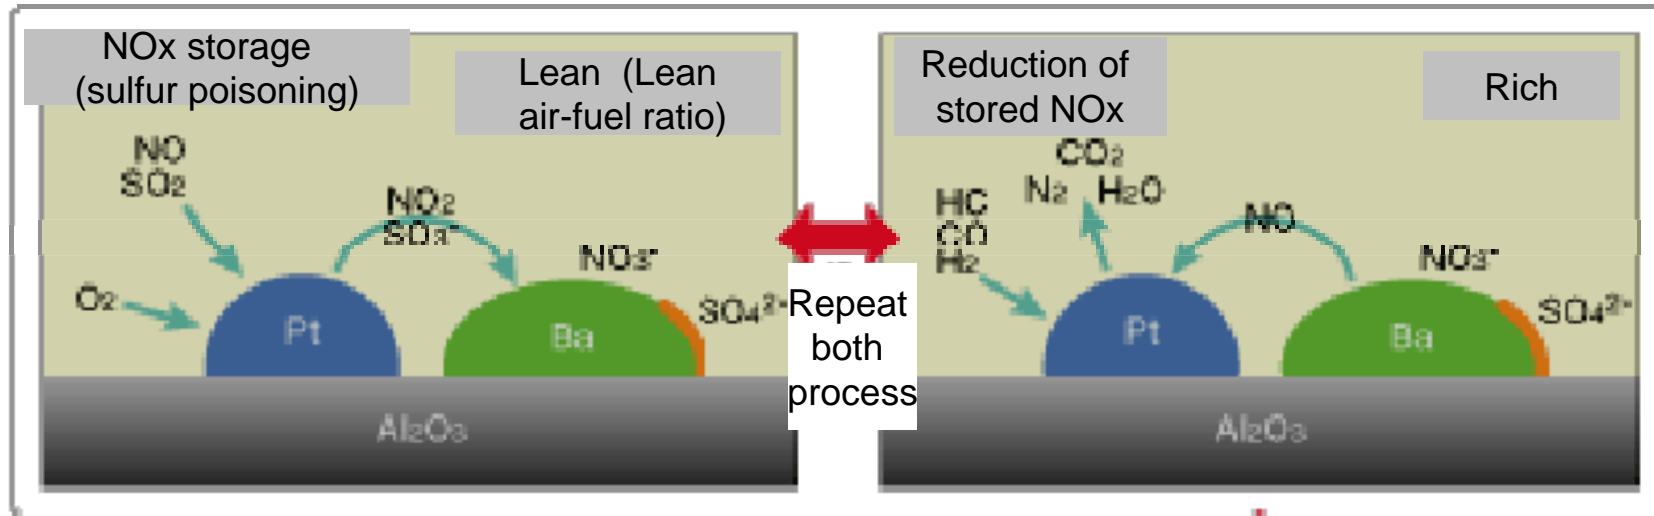 NOx storage
(sulfur poisoning)
Lean (Lean
air-fuel ratio)
NO
SO₂
NO₂
SO₃⁻
NO₃⁻
O₂
SO₄²⁻
Pt
Ba
Al₂O₃
Repeat
both
process
Reduction of
stored NOx
Rich
CO₂
N₂ H₂O
HC
CO
H₂
NO
NO₃⁻
SO₄²⁻
Pt
Ba
Al₂O₃